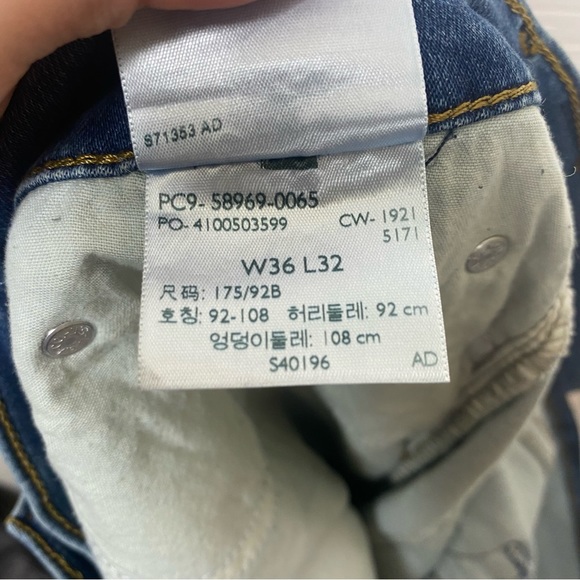 S71353 AD
PC9- 58969-0065
PO- 4100503599 CW- 1921
5171
W36 L32
尺码: 175/92B
호칭: 92-108 허리둘레: 92 cm
엉덩이둘레: 108 cm
S40196 AD